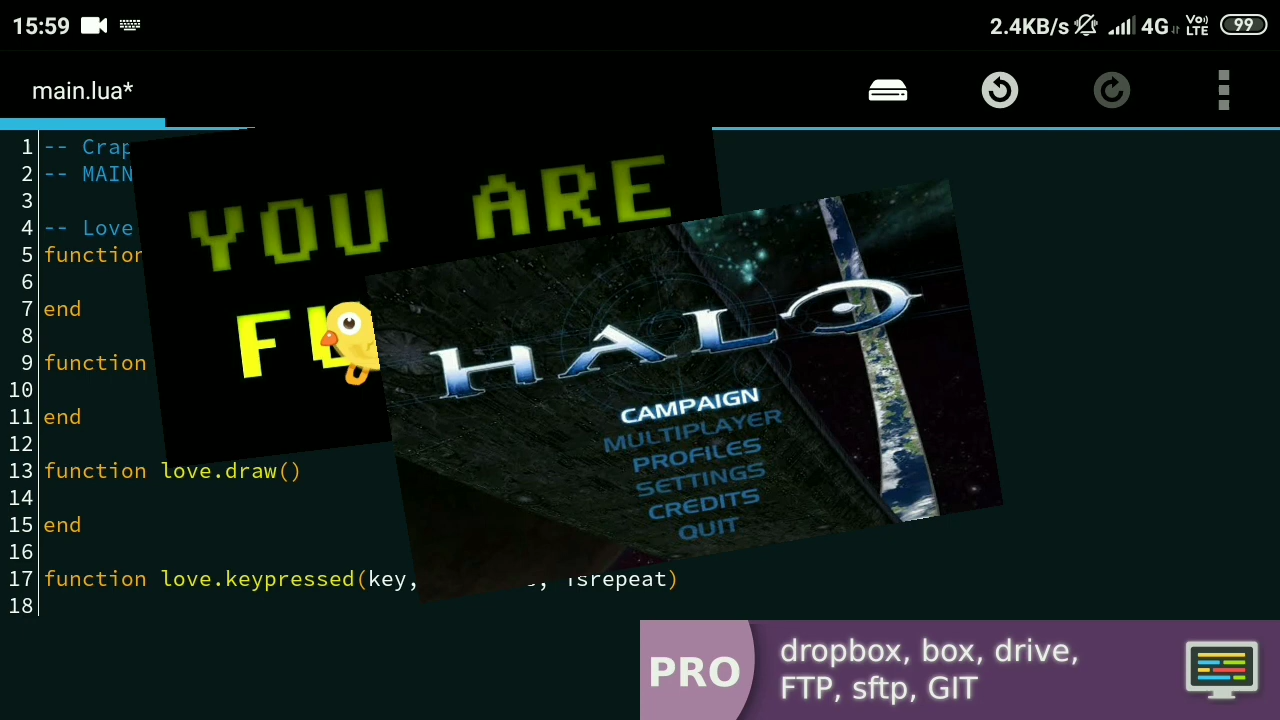 15:59
2.4KB/s 4G Vo) LTE 99
main.lua*
1 -- Crap
2 -- MAIN
3
4 -- Love
5 function
6
7 end
8
9 function
10
11 end
12
13 function love.draw()
14
15 end
16
17 function love.keypressed(key, , isrepeat)
18
YOU ARE
HALO
CAMPAIGN
MULTIPLAYER
PROFILES
SETTINGS
CREDITS
QUIT
PRO
dropbox, box, drive,
FTP, sftp, GIT